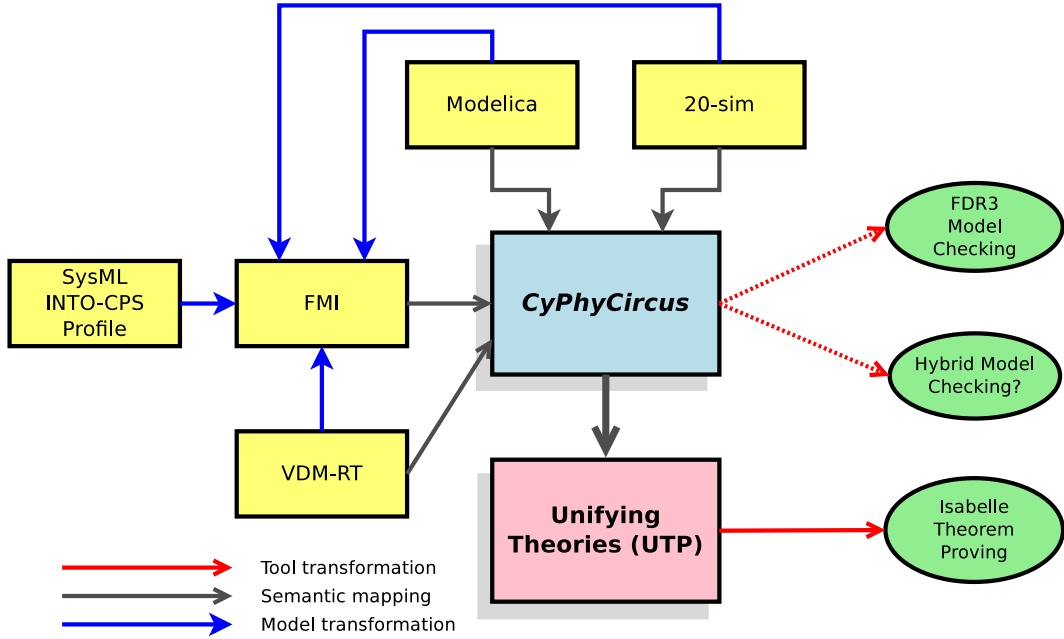 Modelica
20-sim
FDR3
Model
Checking
SysML
INTO-CPS
Profile
FMI
CyPhyCircus
Hybrid Model
Checking?
VDM-RT
Unifying
Theories (UTP)
Isabelle
Theorem
Proving
Tool transformation
Semantic mapping
Model transformation